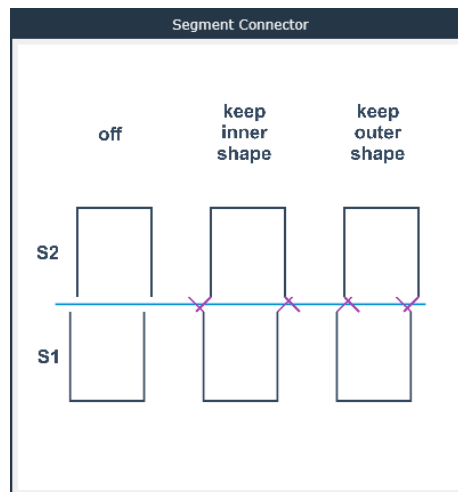 Segment Connector
off
keep
inner
shape
keep
outer
shape
S2
S1